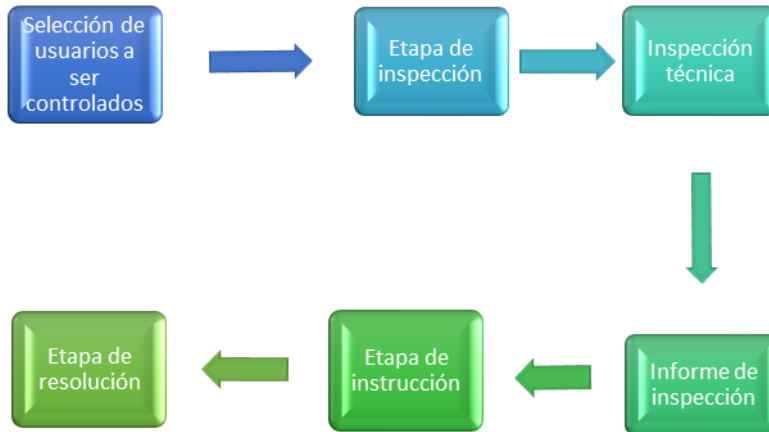 Selección de
usuarios a
ser
controlados
Etapa de
inspección
Inspección
técnica
Informe de
inspección
Etapa de
instrucción
Etapa de
resolución